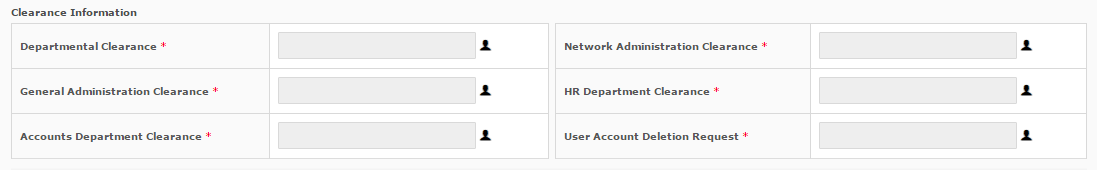 Clearance Information
Departmental Clearance *
Network Administration Clearance *
General Administration Clearance *
HR Department Clearance *
Accounts Department Clearance *
User Account Deletion Request *